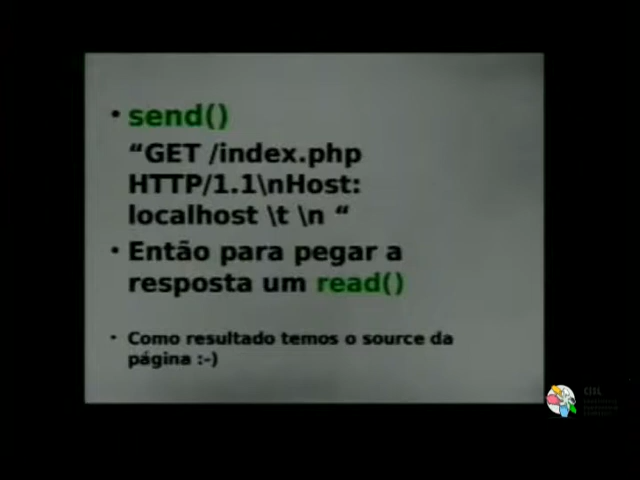 • send()
“GET /index.php
HTTP/1.1\nHost:
localhost \t \n “
• Então para pegar a
resposta um read()
• Como resultado temos o source da
página :-)